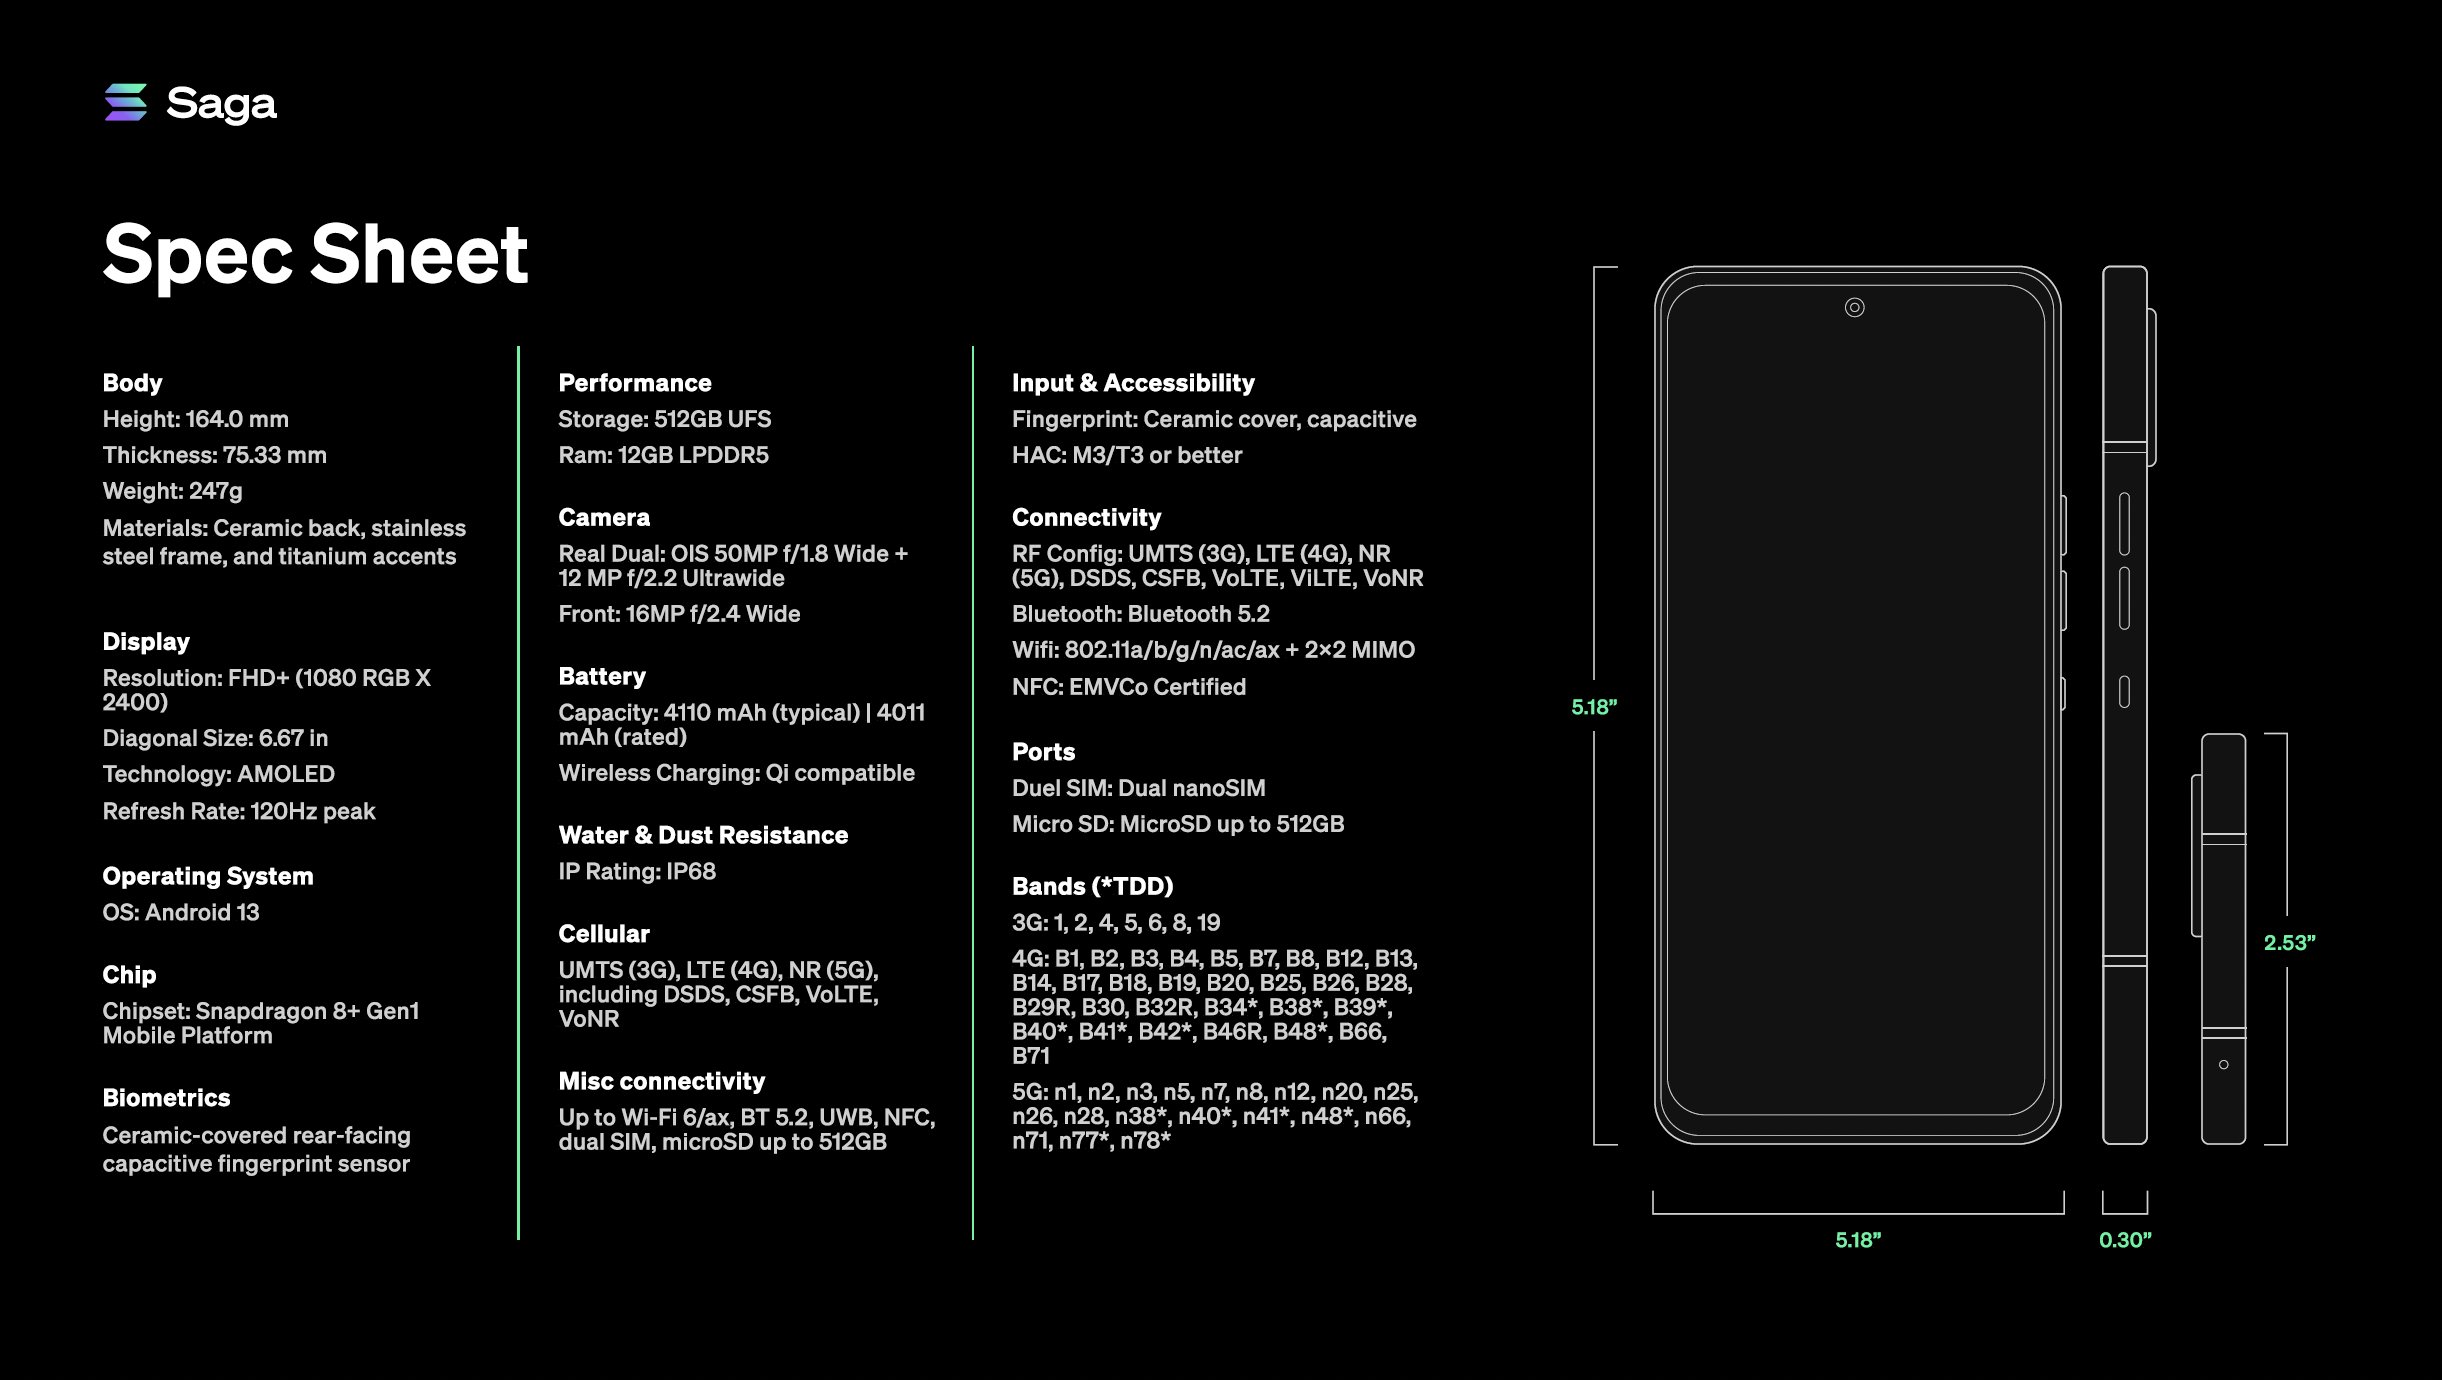 Saga
Spec Sheet
Body
Height: 164.0 mm
Thickness: 75.33 mm
Weight: 247g
Materials: Ceramic back, stainless
steel frame, and titanium accents
Display
Resolution: FHD+ (1080 RGB X
2400)
Diagonal Size: 6.67 in
Technology: AMOLED
Refresh Rate: 120Hz peak
Operating System
OS: Android 13
Chip
Chipset: Snapdragon 8+ Gen1
Mobile Platform
Biometrics
Ceramic-covered rear-facing
capacitive fingerprint sensor
Performance
Storage: 512GB UFS
Ram: 12GB LPDDR5
Camera
Real Dual: OIS 50MP f/1.8 Wide +
12 MP f/2.2 Ultrawide
Front: 16MP f/2.4 Wide
Battery
Capacity: 4110 mAh (typical) | 4011
mAh (rated)
Wireless Charging: Qi compatible
Water & Dust Resistance
IP Rating: IP68
Cellular
UMTS (3G), LTE (4G), NR (5G),
including DSDS, CSFB, VoLTE,
VoNR
Misc connectivity
Up to Wi-Fi 6/ax, BT 5.2, UWB, NFC,
dual SIM, microSD up to 512GB
Input & Accessibility
Fingerprint: Ceramic cover, capacitive
HAC: M3/T3 or better
Connectivity
RF Config: UMTS (3G), LTE (4G), NR
(5G), DSDS, CSFB, VoLTE, ViLTE, VoNR
Bluetooth: Bluetooth 5.2
Wifi: 802.11a/b/g/n/ac/ax + 2×2 MIMO
NFC: EMVCo Certified
Ports
Duel SIM: Dual nanoSIM
Micro SD: MicroSD up to 512GB
Bands (*TDD)
3G: 1, 2, 4, 5, 6, 8, 19
4G: B1, B2, B3, B4, B5, B7, B8, B12, B13,
B14, B17, B18, B19, B20, B25, B26, B28,
B29R, B30, B32R, B34*, B38*, B39*,
B40*, B41*, B42*, B46R, B48*, B66,
B71
5G: n1, n2, n3, n5, n7, n8, n12, n20, n25,
n26, n28, n38*, n40*, n41*, n48*, n66,
n71, n77*, n78*
5.18”
2.53”
5.18”
0.30”